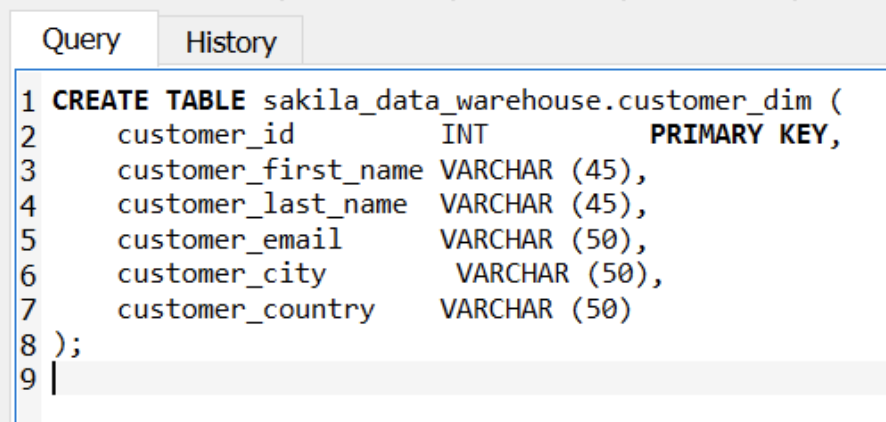 Query History
1 CREATE TABLE sakila_data_warehouse.customer_dim (
2     customer_id         INT          PRIMARY KEY,
3     customer_first_name VARCHAR (45),
4     customer_last_name  VARCHAR (45),
5     customer_email      VARCHAR (50),
6     customer_city        VARCHAR (50),
7     customer_country    VARCHAR (50)
8 );
9